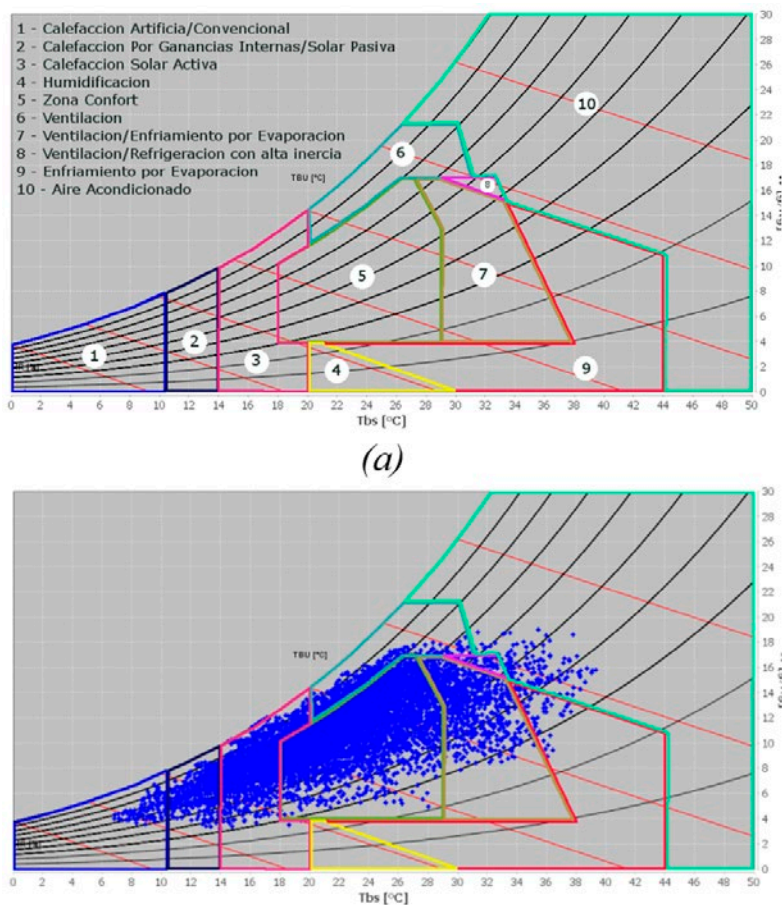 1 - Calefaccion Artificia/Convencional
2 - Calefaccion Por Ganancias Internas/Solar Pasiva
3 - Calefaccion Solar Activa
4 - Humidificacion
5 - Zona Confort
6 - Ventilacion
7 - Ventilacion/Enfriamiento por Evaporacion
8 - Ventilacion/Refrigeracion con alta inercia
9 - Enfriamiento por Evaporacion
10 - Aire Acondicionado
TBU [°C]
30
28
26
24
22
20
18
16
14
12
10
8
6
4
2
0
10
6
8
5
7
1
2
3
4
9
0 2 4 6 8 10 12 14 16 18 20 22 24 26 28 30 32 34 36 38 40 42 44 46 48 50
Tbs [°C]
(a)
TBU [°C]
30
28
26
24
22
20
18
16
14
12
10
8
6
4
2
0
0 2 4 6 8 10 12 14 16 18 20 22 24 26 28 30 32 34 36 38 40 42 44 46 48 50
Tbs [°C]